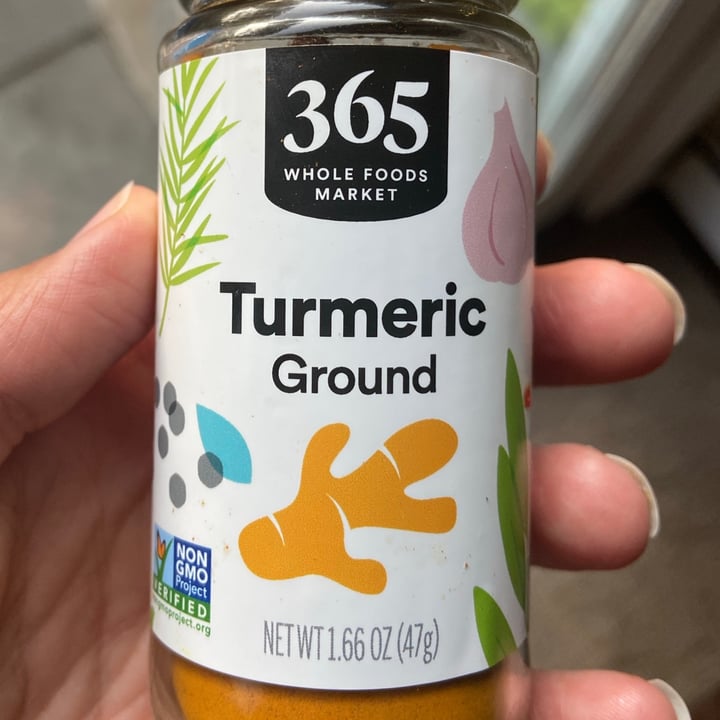 365
WHOLE FOODS
MARKET
Turmeric
Ground
NON
GMO
Project
VERIFIED
NET WT 1.66 OZ (47g)